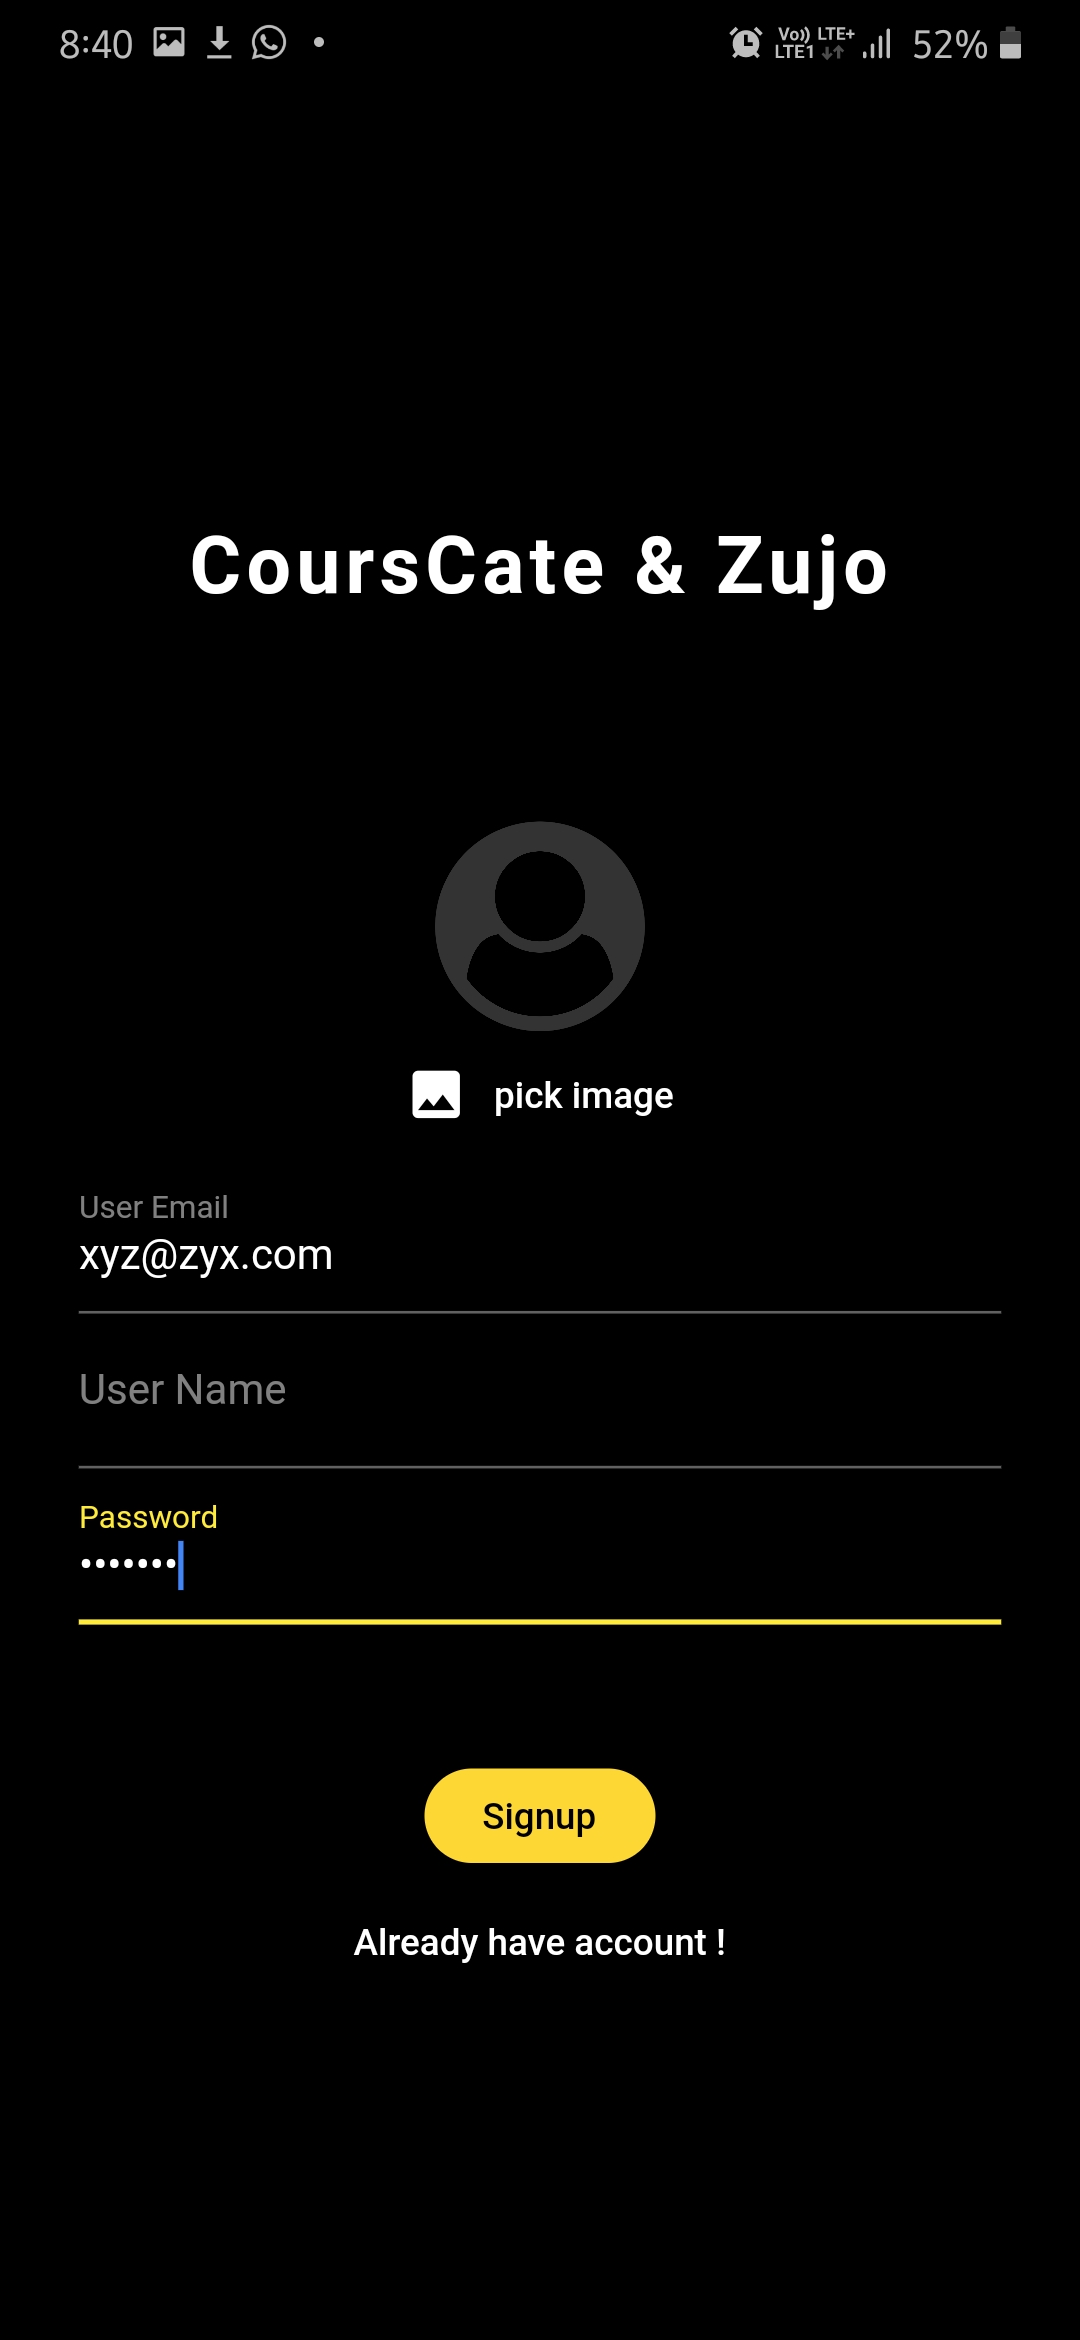 8:40 Vo)) LTE+ LTE1 52%
CoursCate & Zujo
pick image
User Email
xyz@zyx.com
User Name
Password
•••••••
Signup
Already have account !